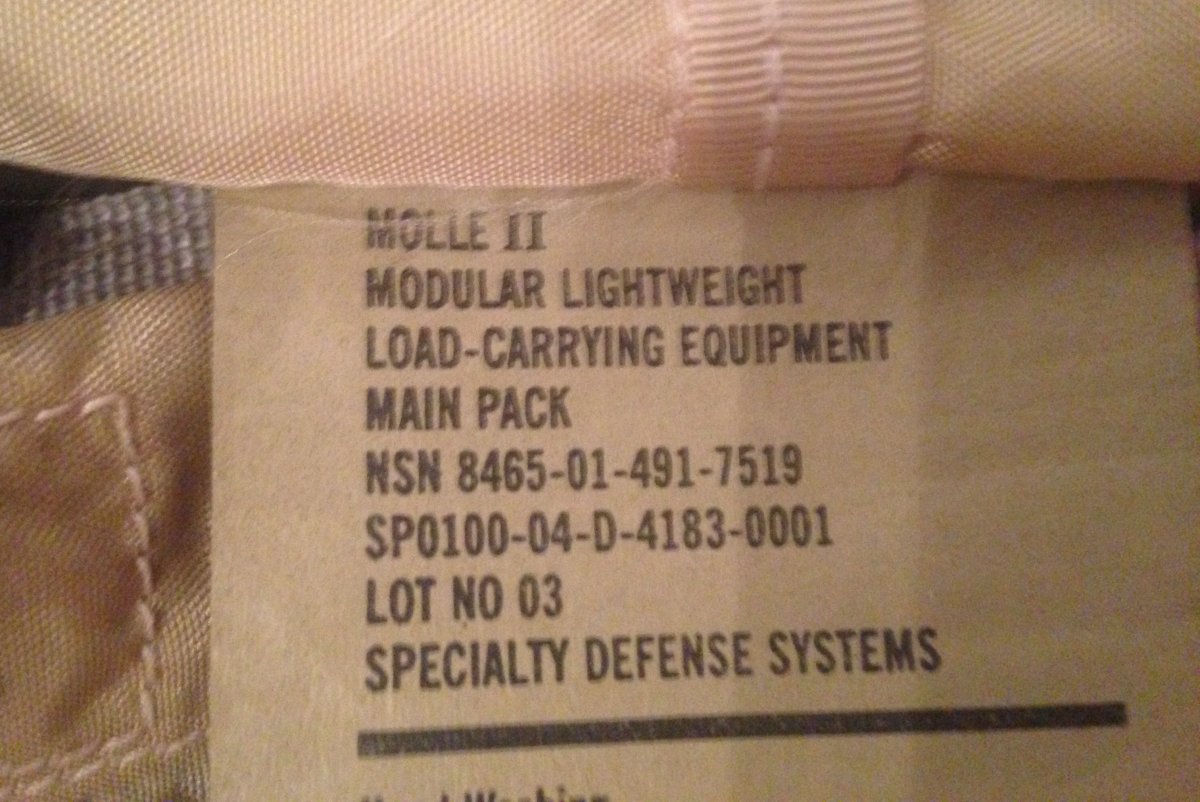 MOLLE II
MODULAR LIGHTWEIGHT
LOAD-CARRYING EQUIPMENT
MAIN PACK
NSN 8465-01-491-7519
SP0100-04-D-4183-0001
LOT NO 03
SPECIALTY DEFENSE SYSTEMS